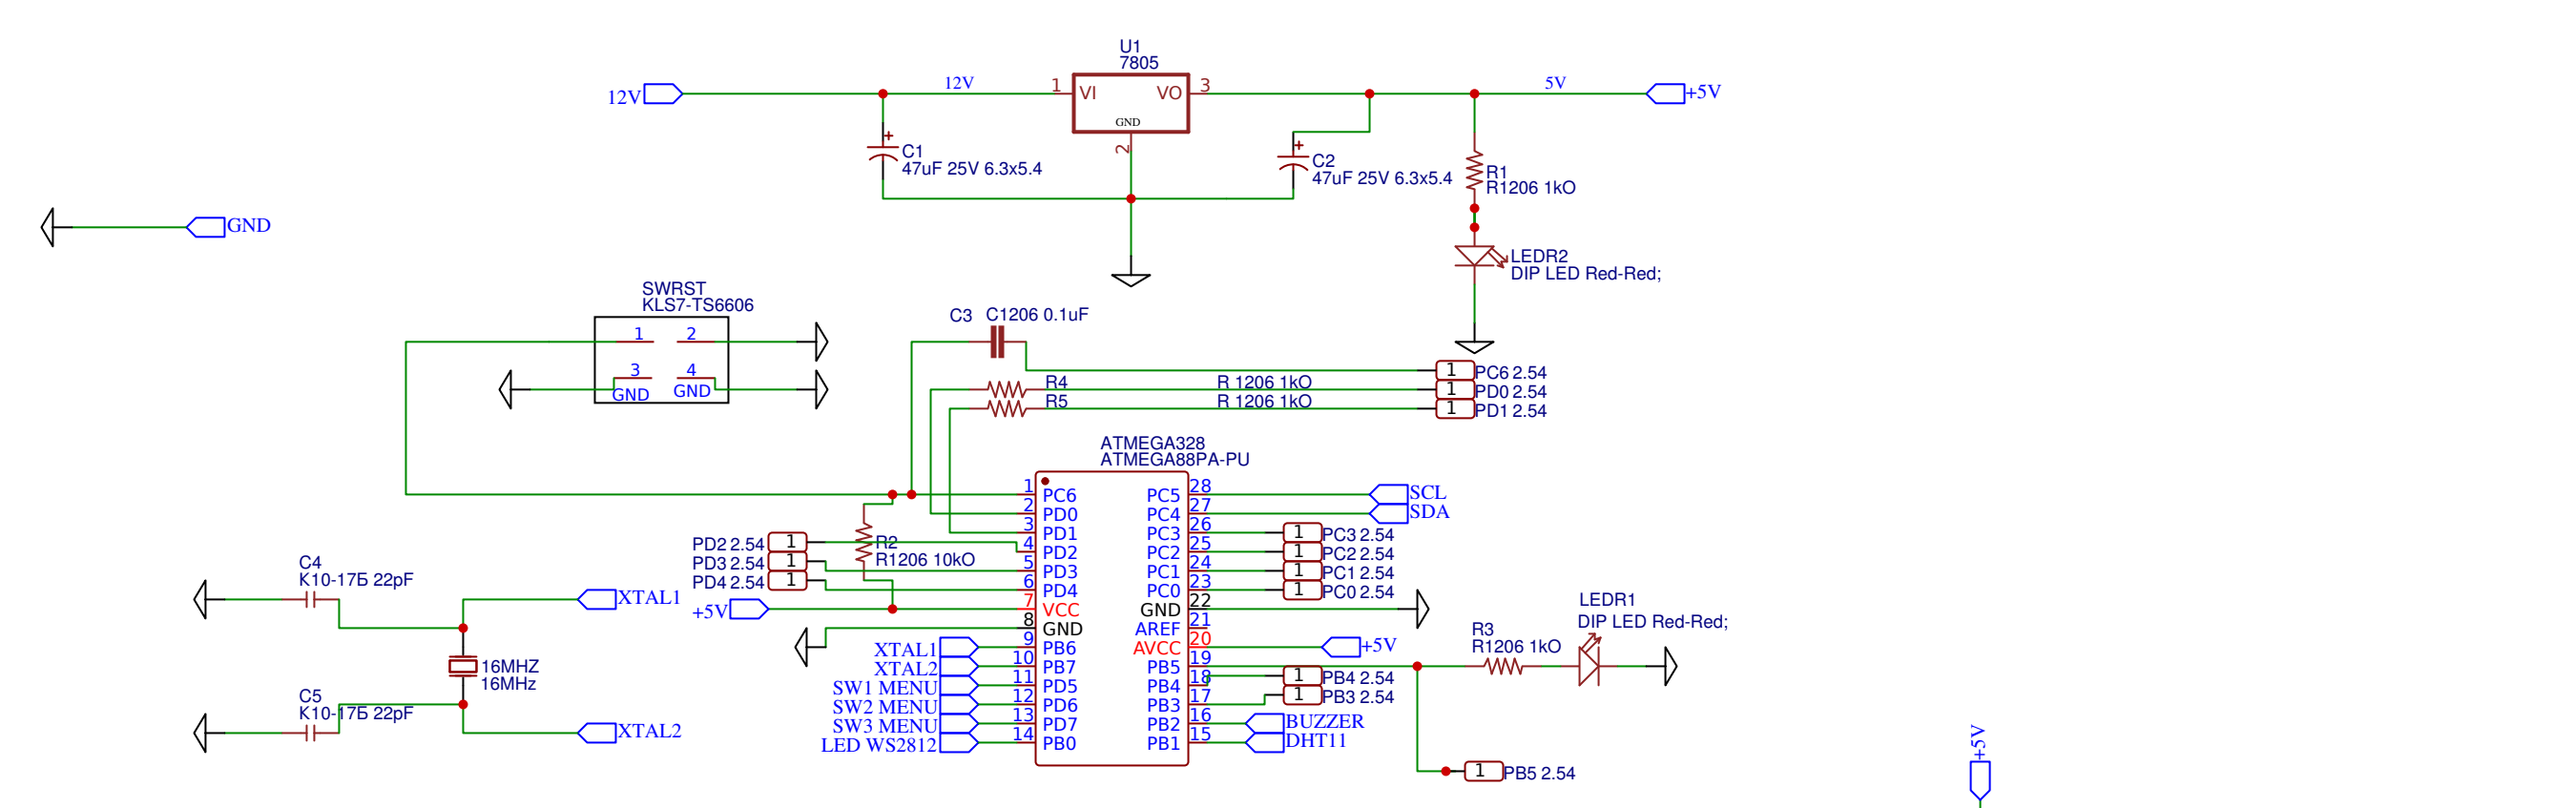 U1
7805
12V
12V
1
VI
VO
3
5V
+5V
GND
2
C1
47uF 25V 6.3x5.4
C2
47uF 25V 6.3x5.4
R1
R1206 1kO
GND
LEDR2
DIP LED Red-Red;
SWRST
KLS7-TS6606
1
2
3
4
GND
GND
C3
C1206 0.1uF
R4
R 1206 1kO
R5
R 1206 1kO
1
PC6 2.54
1
PD0 2.54
1
PD1 2.54
ATMEGA328
ATMEGA88PA-PU
1
PC6
PC5
28
SCL
2
PD0
PC4
27
SDA
3
PD1
PC3
26
1
PC3 2.54
PD2 2.54
1
R2
R1206 10kO
4
PD2
PC2
25
1
PC2 2.54
PD3 2.54
1
5
PD3
PC1
24
1
PC1 2.54
PD4 2.54
1
6
PD4
PC0
23
1
PC0 2.54
+5V
7
VCC
GND
22
8
GND
AREF
21
XTAL1
9
PB6
AVCC
20
+5V
XTAL2
10
PB7
PB5
19
SW1 MENU
11
PD5
PB4
18
1
PB4 2.54
SW2 MENU
12
PD6
PB3
17
1
PB3 2.54
SW3 MENU
13
PD7
PB2
16
BUZZER
LED WS2812
14
PB0
PB1
15
DHT11
C4
K10-17Б 22pF
XTAL1
16MHZ
16MHz
C5
K10-17Б 22pF
XTAL2
R3
R1206 1kO
LEDR1
DIP LED Red-Red;
1
PB5 2.54
+5V